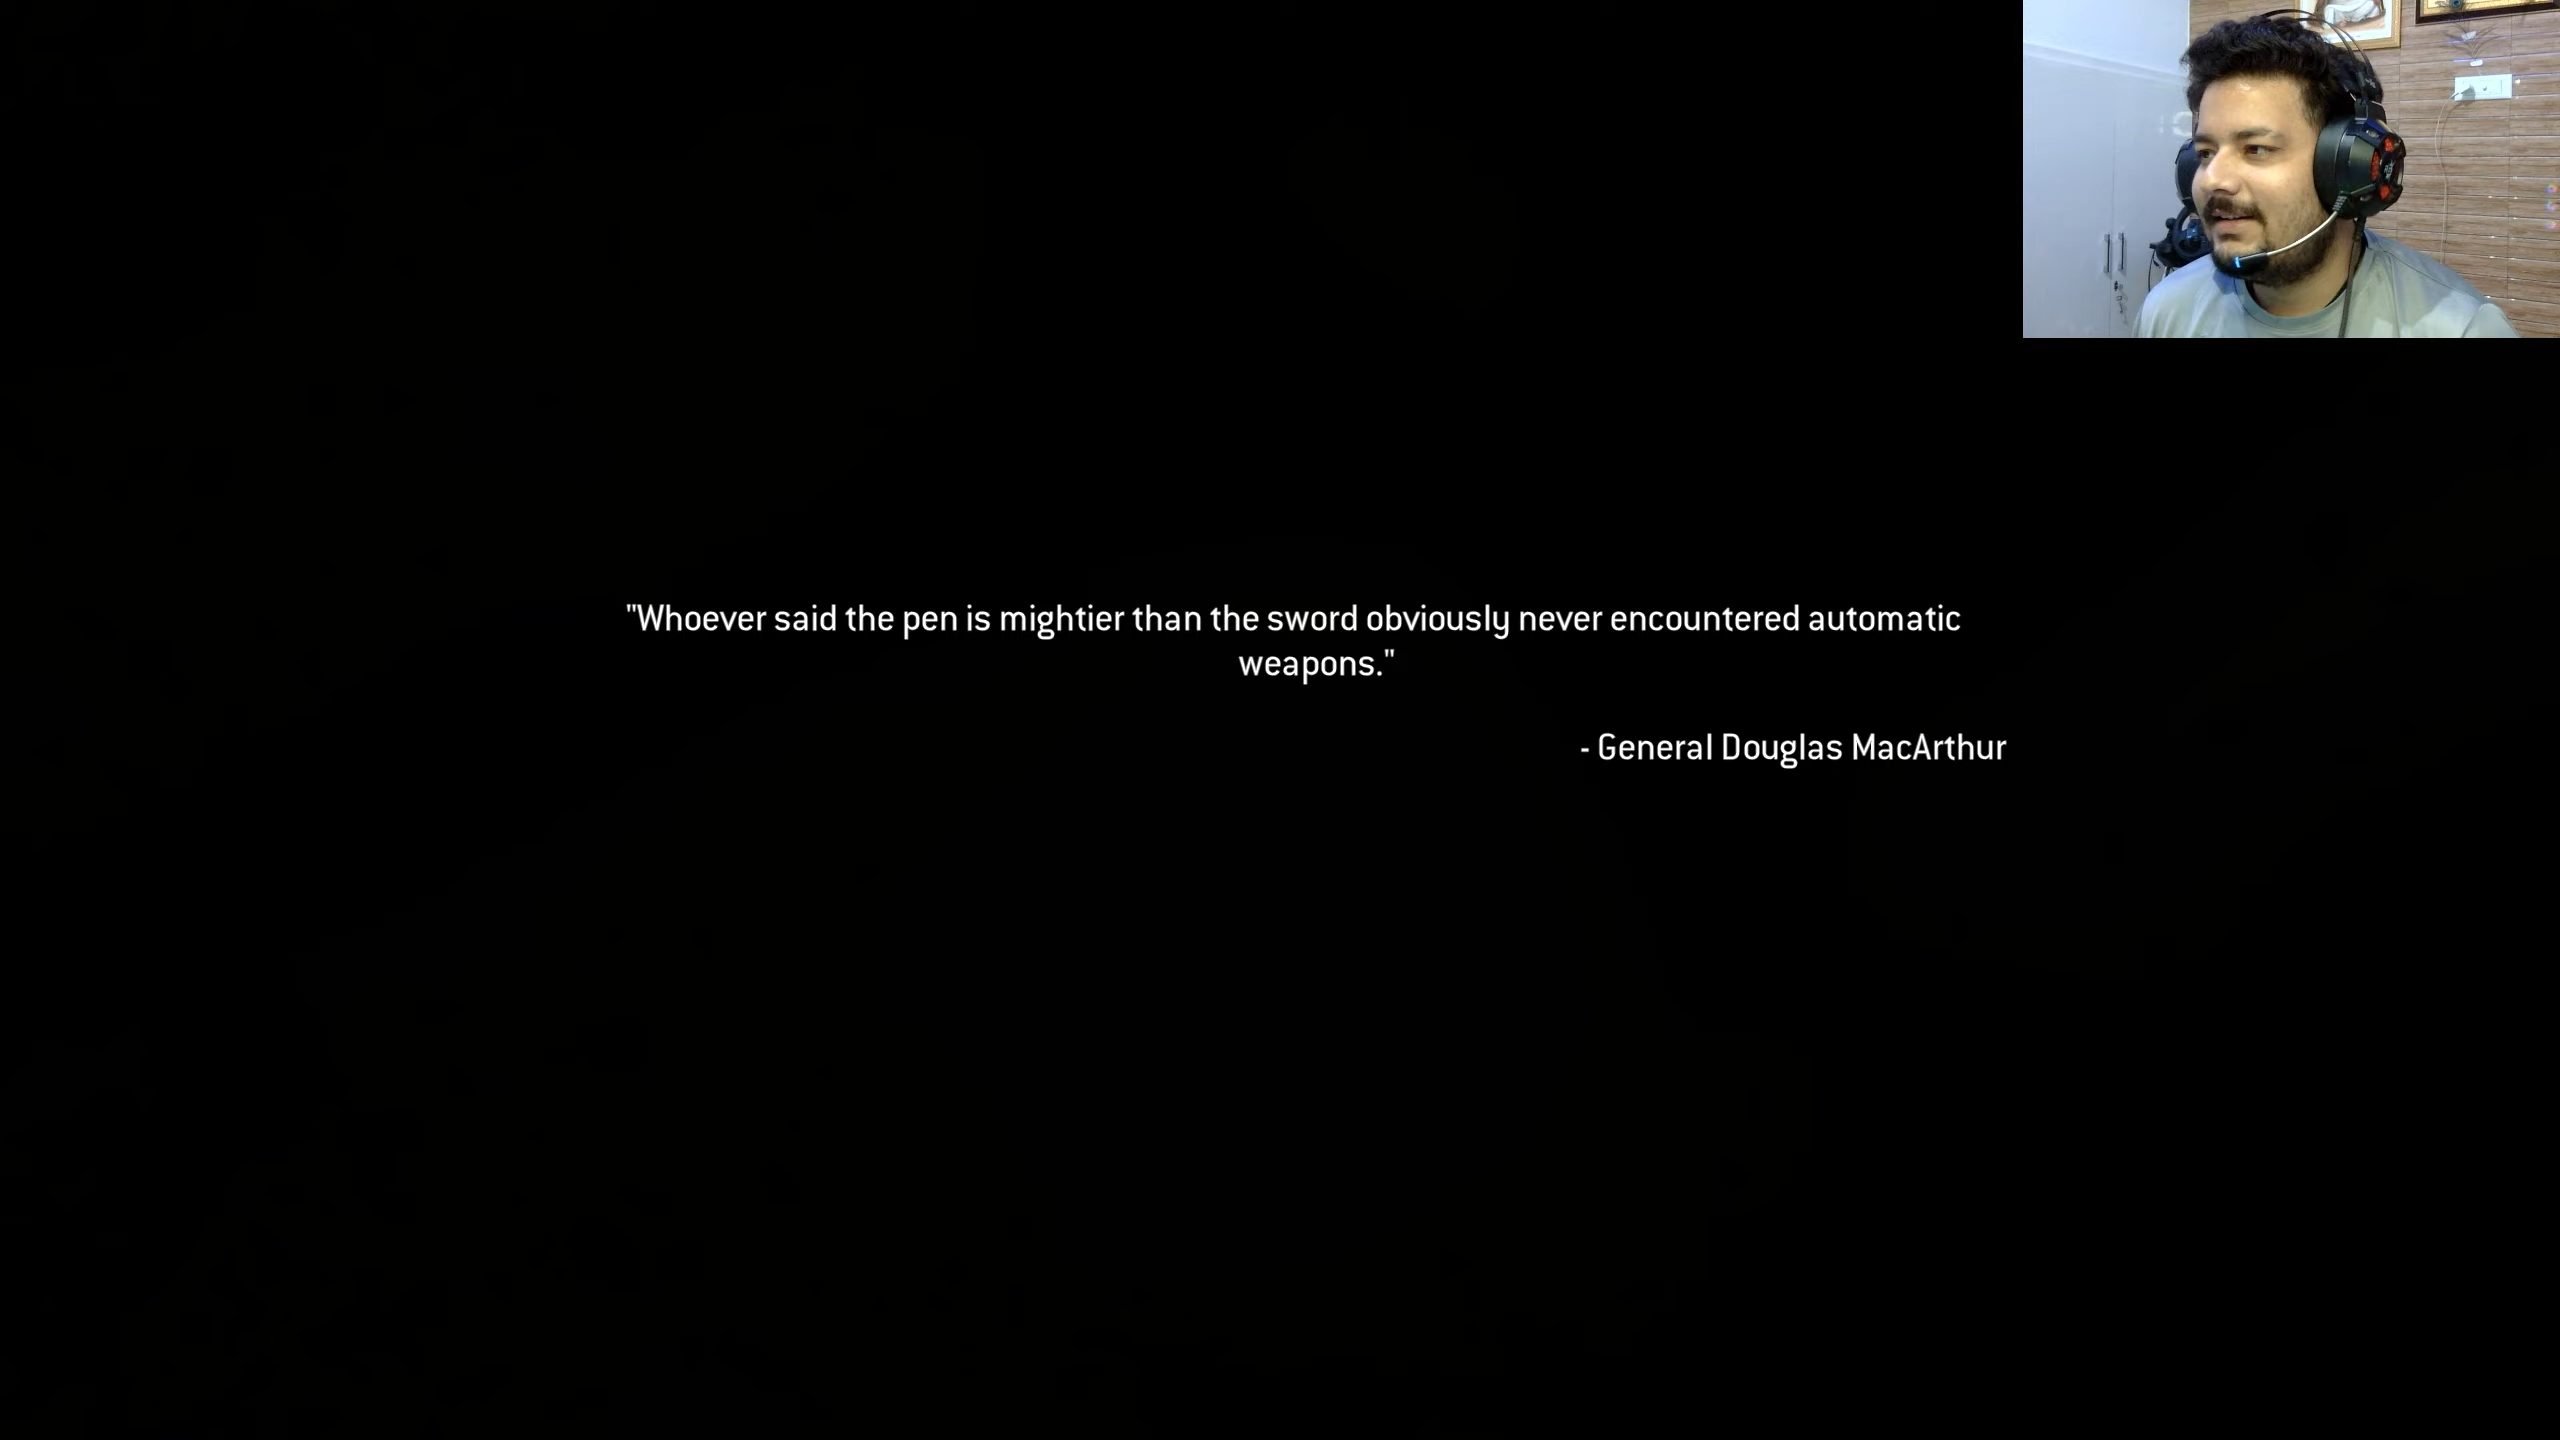 "Whoever said the pen is mightier than the sword obviously never encountered automatic
weapons."
- General Douglas MacArthur